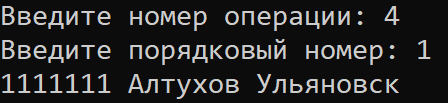 Введите номер операции: 4
Введите порядковый номер: 1
1111111 Алтухов Ульяновск